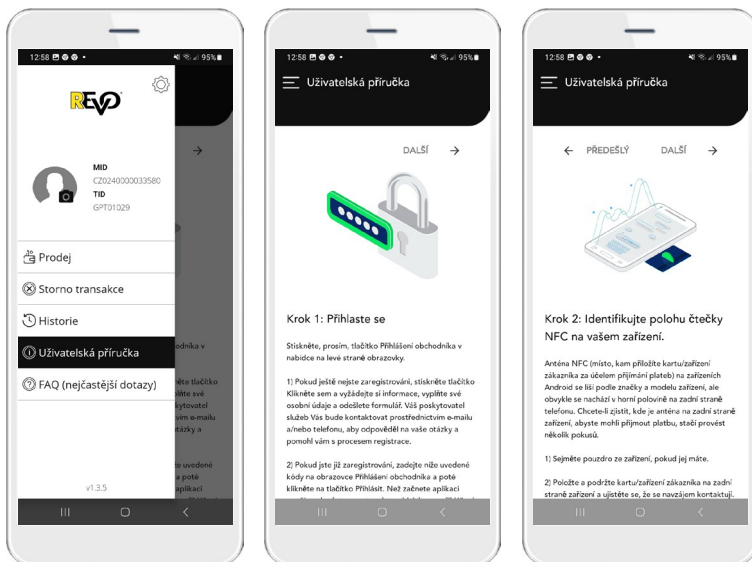 12:58
95%
REVO
MID
CZ0240000033580
TID
GPT01029
Prodej
Storno transakce
Historie
Uživatelská příručka
FAQ (nejčastější dotazy)
v1.3.5
12:58
95%
Uživatelská příručka
DALŠÍ
Krok 1: Přihlaste se
Stiskněte, prosím, tlačítko Přihlášení obchodníka v
nabídce na levé straně obrazovky.
1) Pokud ještě nejste zaregistrováni, stiskněte tlačítko
Klikněte sem a vyžádejte si informace, vyplňte své
osobní údaje a odešlete formulář. Váš poskytovatel
služeb Vás bude kontaktovat prostřednictvím e-mailu
a/nebo telefonu, aby odpověděl na vaše otázky a
pomohl vám s procesem registrace.
2) Pokud jste již zaregistrováni, zadejte níže uvedené
kódy na obrazovce Přihlášení obchodníka a poté
klikněte na tlačítko Přihlásit. Než začnete aplikaci
12:58
95%
Uživatelská příručka
PŘEDEŠLÝ DALŠÍ
Krok 2: Identifikujte polohu čtečky
NFC na vašem zařízení.
Anténa NFC (místo, kam přiložíte kartu/zařízení
zákazníka za účelem přijímání plateb) na zařízeních
Android se liší podle značky a modelu zařízení, ale
obvykle se nachází v horní polovině na zadní straně
telefonu. Chcete-li zjistit, kde je anténa na zadní straně
zařízení, abyste mohli přijmout platbu, stačí provést
několik pokusů.
1) Sejměte pouzdro ze zařízení, pokud jej máte.
2) Položte a podržte kartu/zařízení zákazníka na zadní
straně zařízení a ujistěte se, že se navzájem kontaktují.